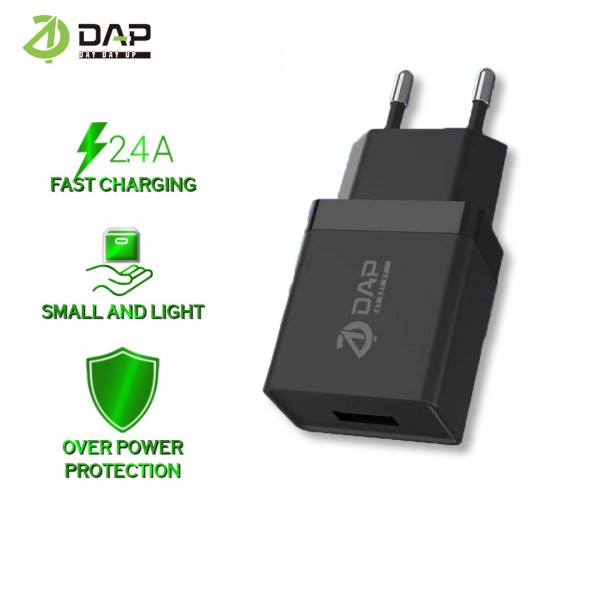 DAP
DAY DAY UP
2.4A
FAST CHARGING
SMALL AND LIGHT
OVER POWER
PROTECTION
DAP